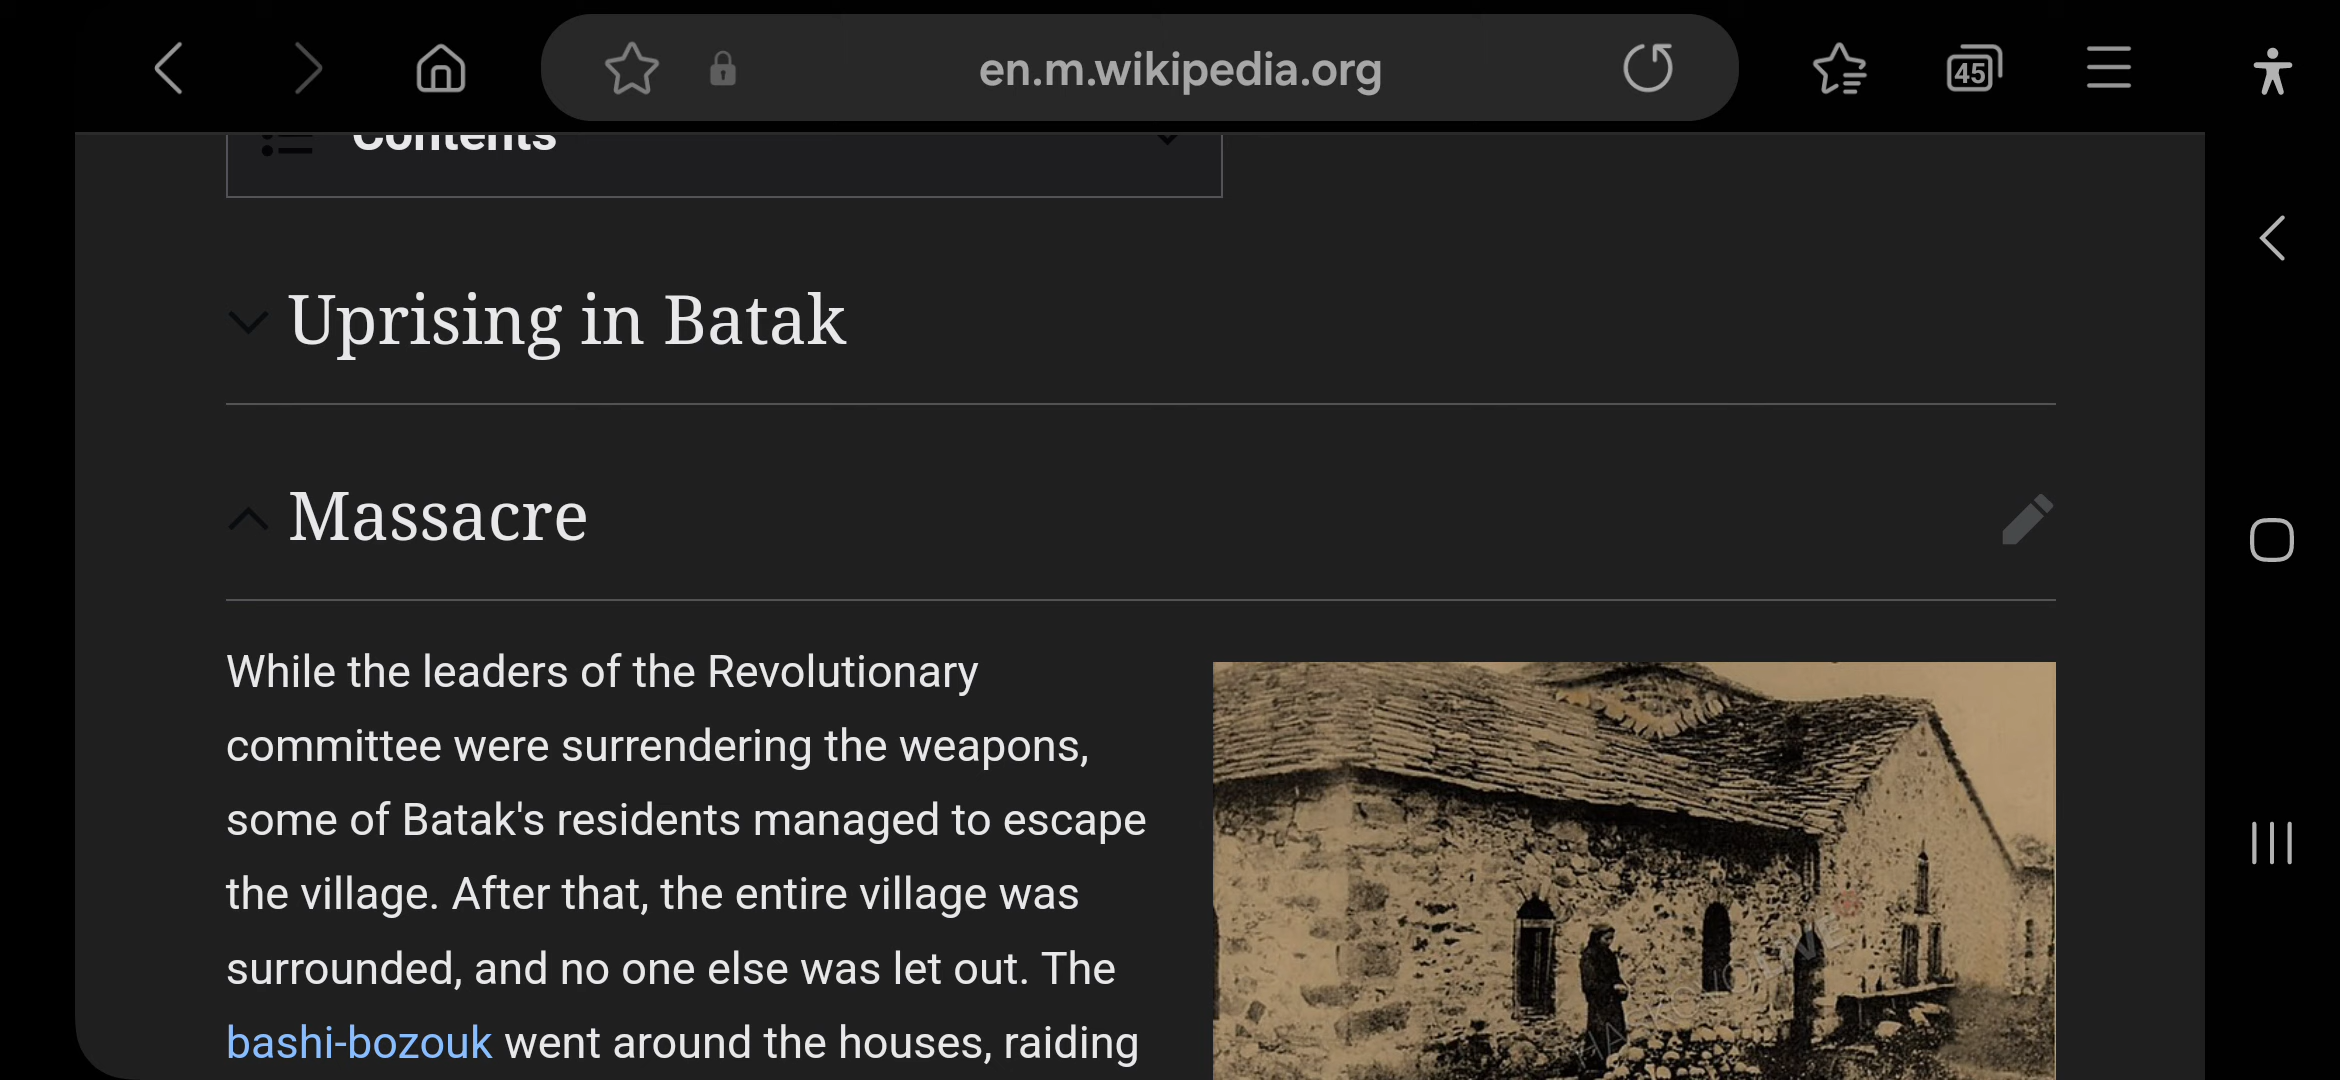 en.m.wikipedia.org
45
Contents
Uprising in Batak
Massacre
While the leaders of the Revolutionary
committee were surrendering the weapons,
some of Batak's residents managed to escape
the village. After that, the entire village was
surrounded, and no one else was let out. The
bashi-bozouk went around the houses, raiding